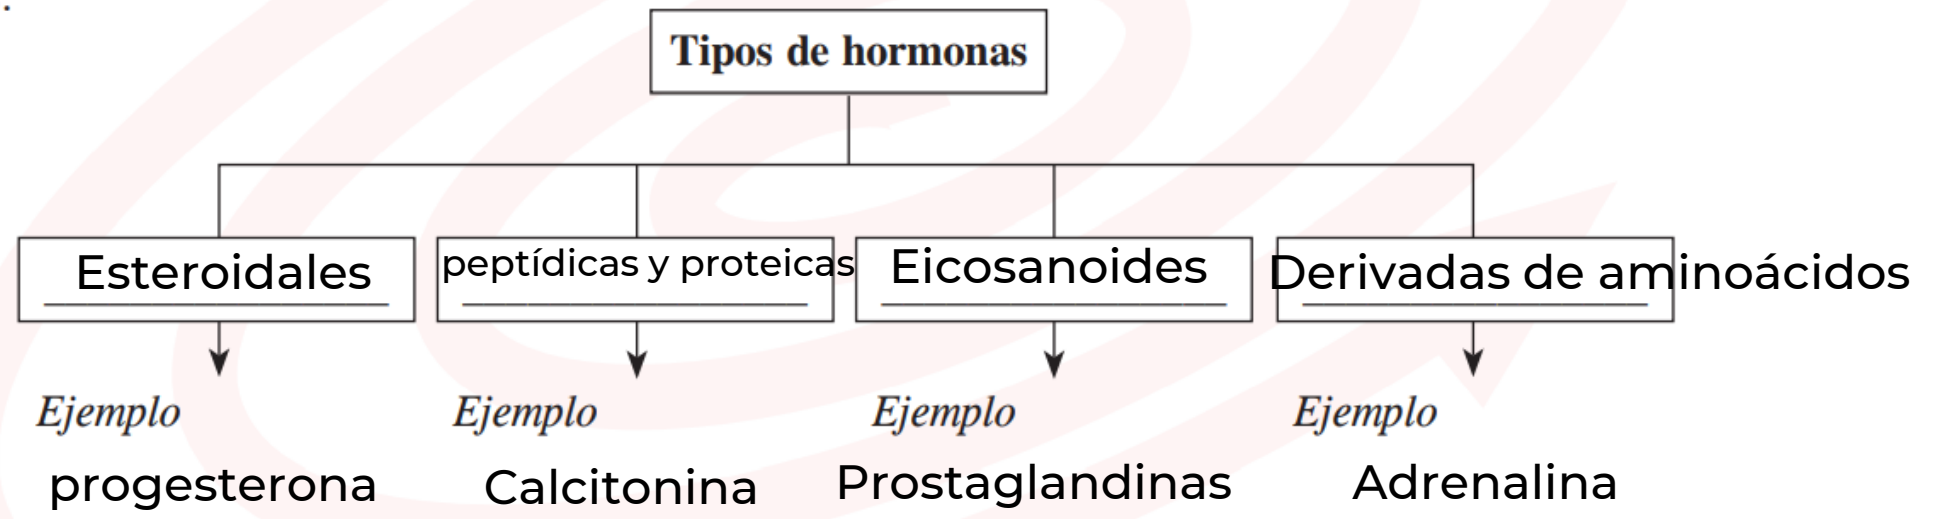 Tipos de hormonas
Esteroidales
peptídicas y proteicas
Eicosanoides
Derivadas de aminoácidos
Ejemplo
Ejemplo
Ejemplo
Ejemplo
progesterona
Calcitonina
Prostaglandinas
Adrenalina